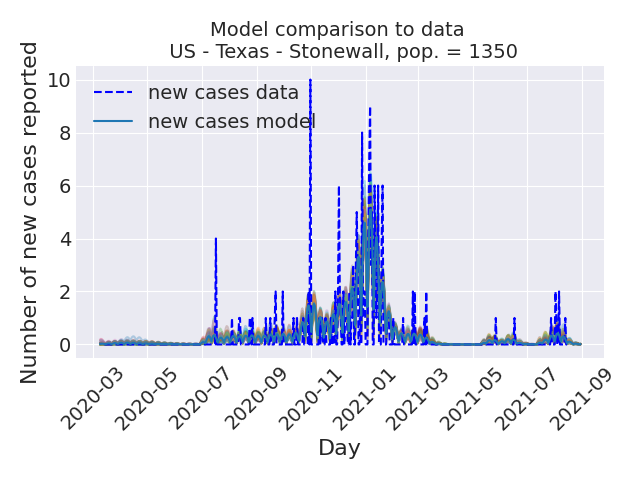 Model comparison to data
US - Texas - Stonewall, pop. = 1350
new cases data
new cases model
Number of new cases reported
10
8
6
4
2
0
2020-03
2020-05
2020-07
2020-09
2020-11
2021-01
2021-03
2021-05
2021-07
2021-09
Day